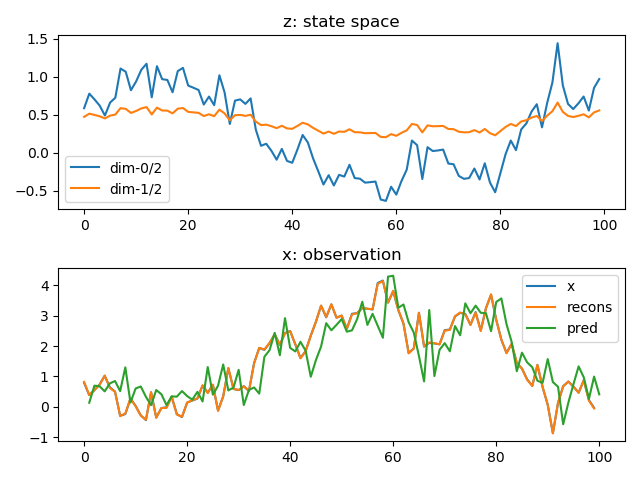 z: state space
1.5
1.0
0.5
0.0
−0.5
dim-0/2
dim-1/2
0 20 40 60 80 100
x: observation
4
3
2
1
0
−1
x
recons
pred
0 20 40 60 80 100